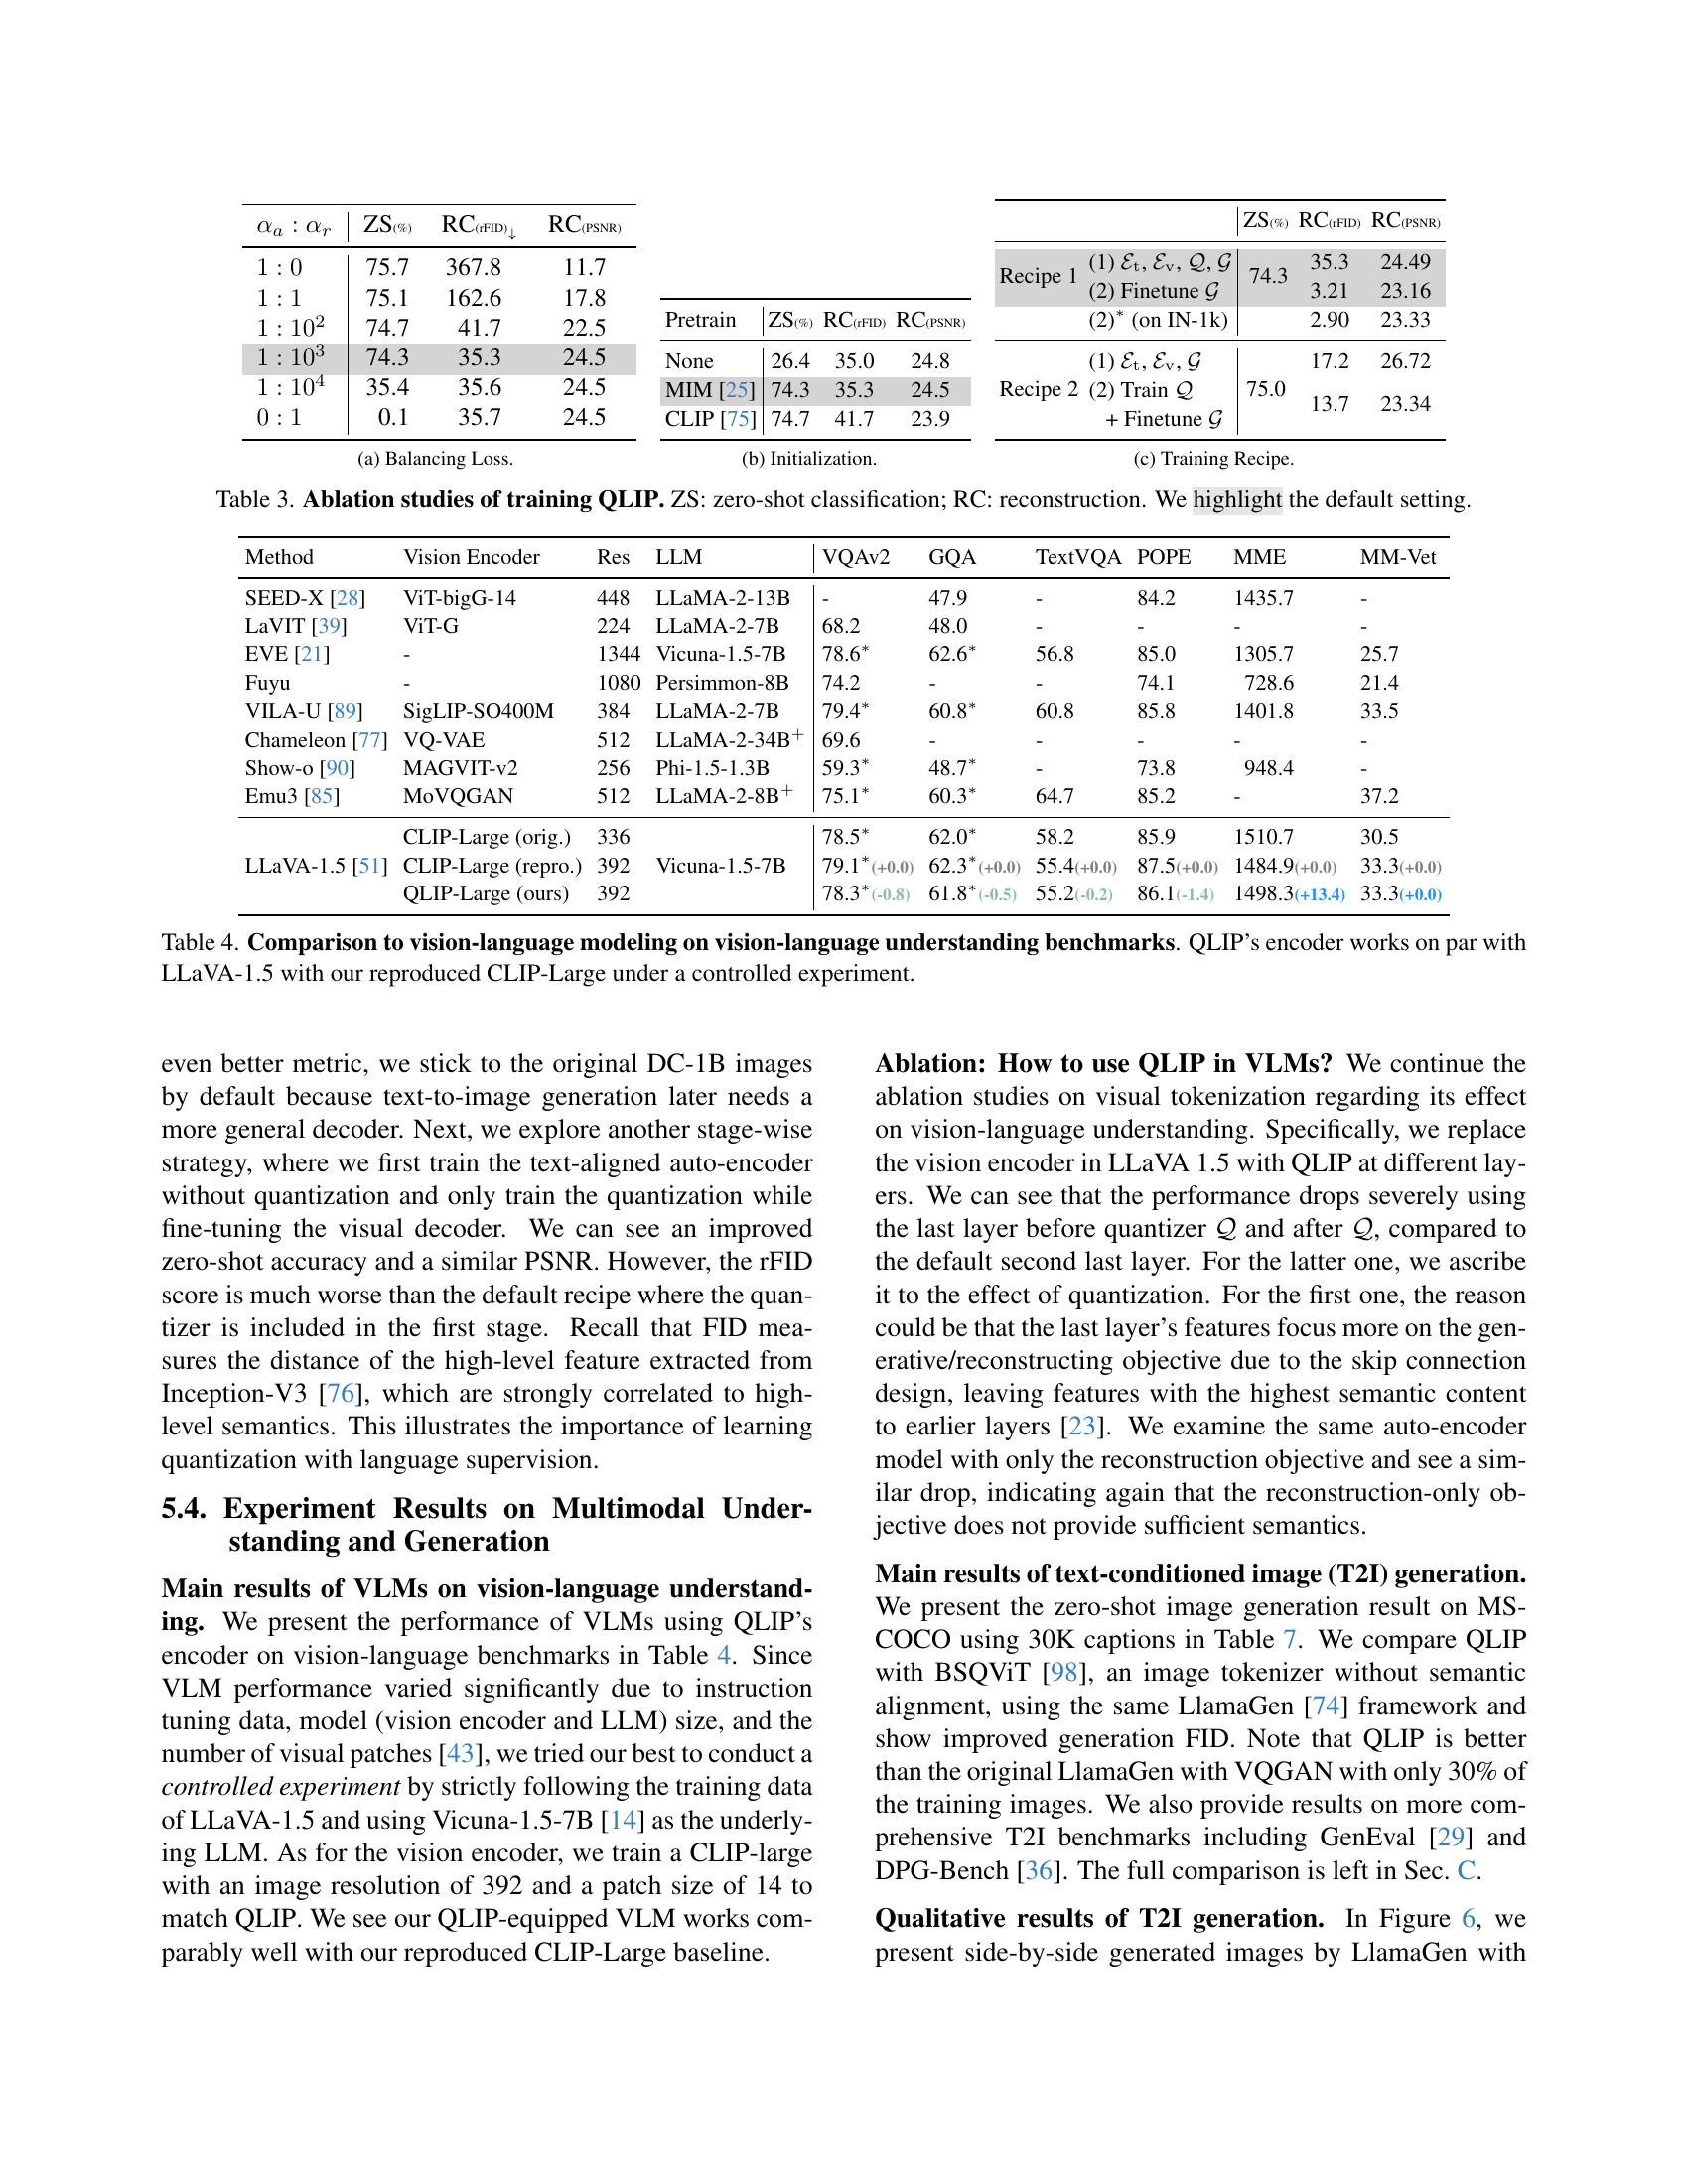 αa : αr ZS(%) RC(rFID)↓ RC(PSNR)
1 : 0 75.7 367.8 11.7
1 : 1 75.1 162.6 17.8
1 : 10² 74.7 41.7 22.5
1 : 10³ 74.3 35.3 24.5
1 : 10⁴ 35.4 35.6 24.5
0 : 1 0.1 35.7 24.5
(a) Balancing Loss.
Pretrain ZS(%) RC(rFID) RC(PSNR)
None 26.4 35.0 24.8
MIM [25] 74.3 35.3 24.5
CLIP [75] 74.7 41.7 23.9
(b) Initialization.
ZS(%) RC(rFID) RC(PSNR)
Recipe 1 (1) ℰt, ℰv, 𝒬, 𝒢 74.3 35.3 24.49
(2) Finetune 𝒢 3.21 23.16
(2)* (on IN-1k) 2.90 23.33
(1) ℰt, ℰv, 𝒢 17.2 26.72
Recipe 2 (2) Train 𝒬 75.0 13.7 23.34
+ Finetune 𝒢
(c) Training Recipe.
Table 3. Ablation studies of training QLIP. ZS: zero-shot classification; RC: reconstruction. We highlight the default setting.
Method Vision Encoder Res LLM VQAv2 GQA TextVQA POPE MME MM-Vet
SEED-X [28] ViT-bigG-14 448 LLaMA-2-13B - 47.9 - 84.2 1435.7 -
LaVIT [39] ViT-G 224 LLaMA-2-7B 68.2 48.0 - - - -
EVE [21] - 1344 Vicuna-1.5-7B 78.6* 62.6* 56.8 85.0 1305.7 25.7
Fuyu - 1080 Persimmon-8B 74.2 - - 74.1 728.6 21.4
VILA-U [89] SigLIP-SO400M 384 LLaMA-2-7B 79.4* 60.8* 60.8 85.8 1401.8 33.5
Chameleon [77] VQ-VAE 512 LLaMA-2-34B+ 69.6 - - - - -
Show-o [90] MAGVIT-v2 256 Phi-1.5-1.3B 59.3* 48.7* - 73.8 948.4 -
Emu3 [85] MoVQGAN 512 LLaMA-2-8B+ 75.1* 60.3* 64.7 85.2 - 37.2
CLIP-Large (orig.) 336 78.5* 62.0* 58.2 85.9 1510.7 30.5
LLaVA-1.5 [51] CLIP-Large (repro.) 392 Vicuna-1.5-7B 79.1*(+0.0) 62.3*(+0.0) 55.4(+0.0) 87.5(+0.0) 1484.9(+0.0) 33.3(+0.0)
QLIP-Large (ours) 392 78.3*(-0.8) 61.8*(-0.5) 55.2(-0.2) 86.1(-1.4) 1498.3(+13.4) 33.3(+0.0)
Table 4. Comparison to vision-language modeling on vision-language understanding benchmarks. QLIP's encoder works on par with
LLaVA-1.5 with our reproduced CLIP-Large under a controlled experiment.
even better metric, we stick to the original DC-1B images
by default because text-to-image generation later needs a
more general decoder. Next, we explore another stage-wise
strategy, where we first train the text-aligned auto-encoder
without quantization and only train the quantization while
fine-tuning the visual decoder. We can see an improved
zero-shot accuracy and a similar PSNR. However, the rFID
score is much worse than the default recipe where the quan-
tizer is included in the first stage. Recall that FID mea-
sures the distance of the high-level feature extracted from
Inception-V3 [76], which are strongly correlated to high-
level semantics. This illustrates the importance of learning
quantization with language supervision.
5.4. Experiment Results on Multimodal Under-
standing and Generation
Main results of VLMs on vision-language understand-
ing. We present the performance of VLMs using QLIP's
encoder on vision-language benchmarks in Table 4. Since
VLM performance varied significantly due to instruction
tuning data, model (vision encoder and LLM) size, and the
number of visual patches [43], we tried our best to conduct a
controlled experiment by strictly following the training data
of LLaVA-1.5 and using Vicuna-1.5-7B [14] as the underly-
ing LLM. As for the vision encoder, we train a CLIP-large
with an image resolution of 392 and a patch size of 14 to
match QLIP. We see our QLIP-equipped VLM works com-
parably well with our reproduced CLIP-Large baseline.
Ablation: How to use QLIP in VLMs? We continue the
ablation studies on visual tokenization regarding its effect
on vision-language understanding. Specifically, we replace
the vision encoder in LLaVA 1.5 with QLIP at different lay-
ers. We can see that the performance drops severely using
the last layer before quantizer 𝒬 and after 𝒬, compared to
the default second last layer. For the latter one, we ascribe
it to the effect of quantization. For the first one, the reason
could be that the last layer's features focus more on the gen-
erative/reconstructing objective due to the skip connection
design, leaving features with the highest semantic content
to earlier layers [23]. We examine the same auto-encoder
model with only the reconstruction objective and see a sim-
ilar drop, indicating again that the reconstruction-only ob-
jective does not provide sufficient semantics.
Main results of text-conditioned image (T2I) generation.
We present the zero-shot image generation result on MS-
COCO using 30K captions in Table 7. We compare QLIP
with BSQViT [98], an image tokenizer without semantic
alignment, using the same LlamaGen [74] framework and
show improved generation FID. Note that QLIP is better
than the original LlamaGen with VQGAN with only 30% of
the training images. We also provide results on more com-
prehensive T2I benchmarks including GenEval [29] and
DPG-Bench [36]. The full comparison is left in Sec. C.
Qualitative results of T2I generation. In Figure 6, we
present side-by-side generated images by LlamaGen with